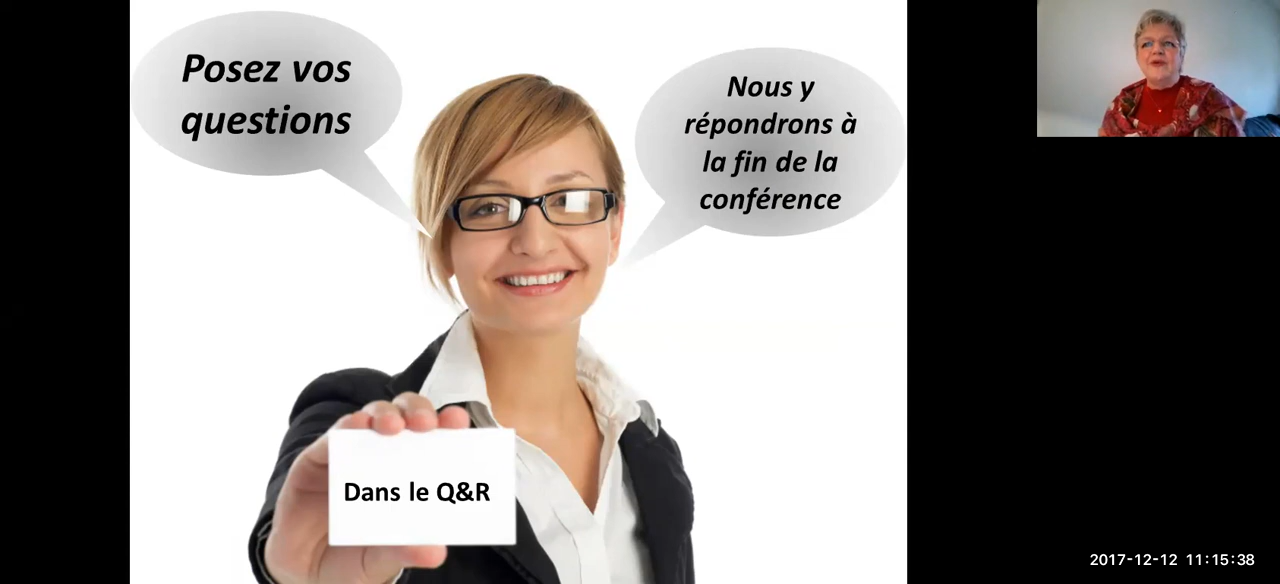 Posez vos
questions
Nous y
répondrons à
la fin de la
conférence
Dans le Q&R
2017-12-12 11:15:38